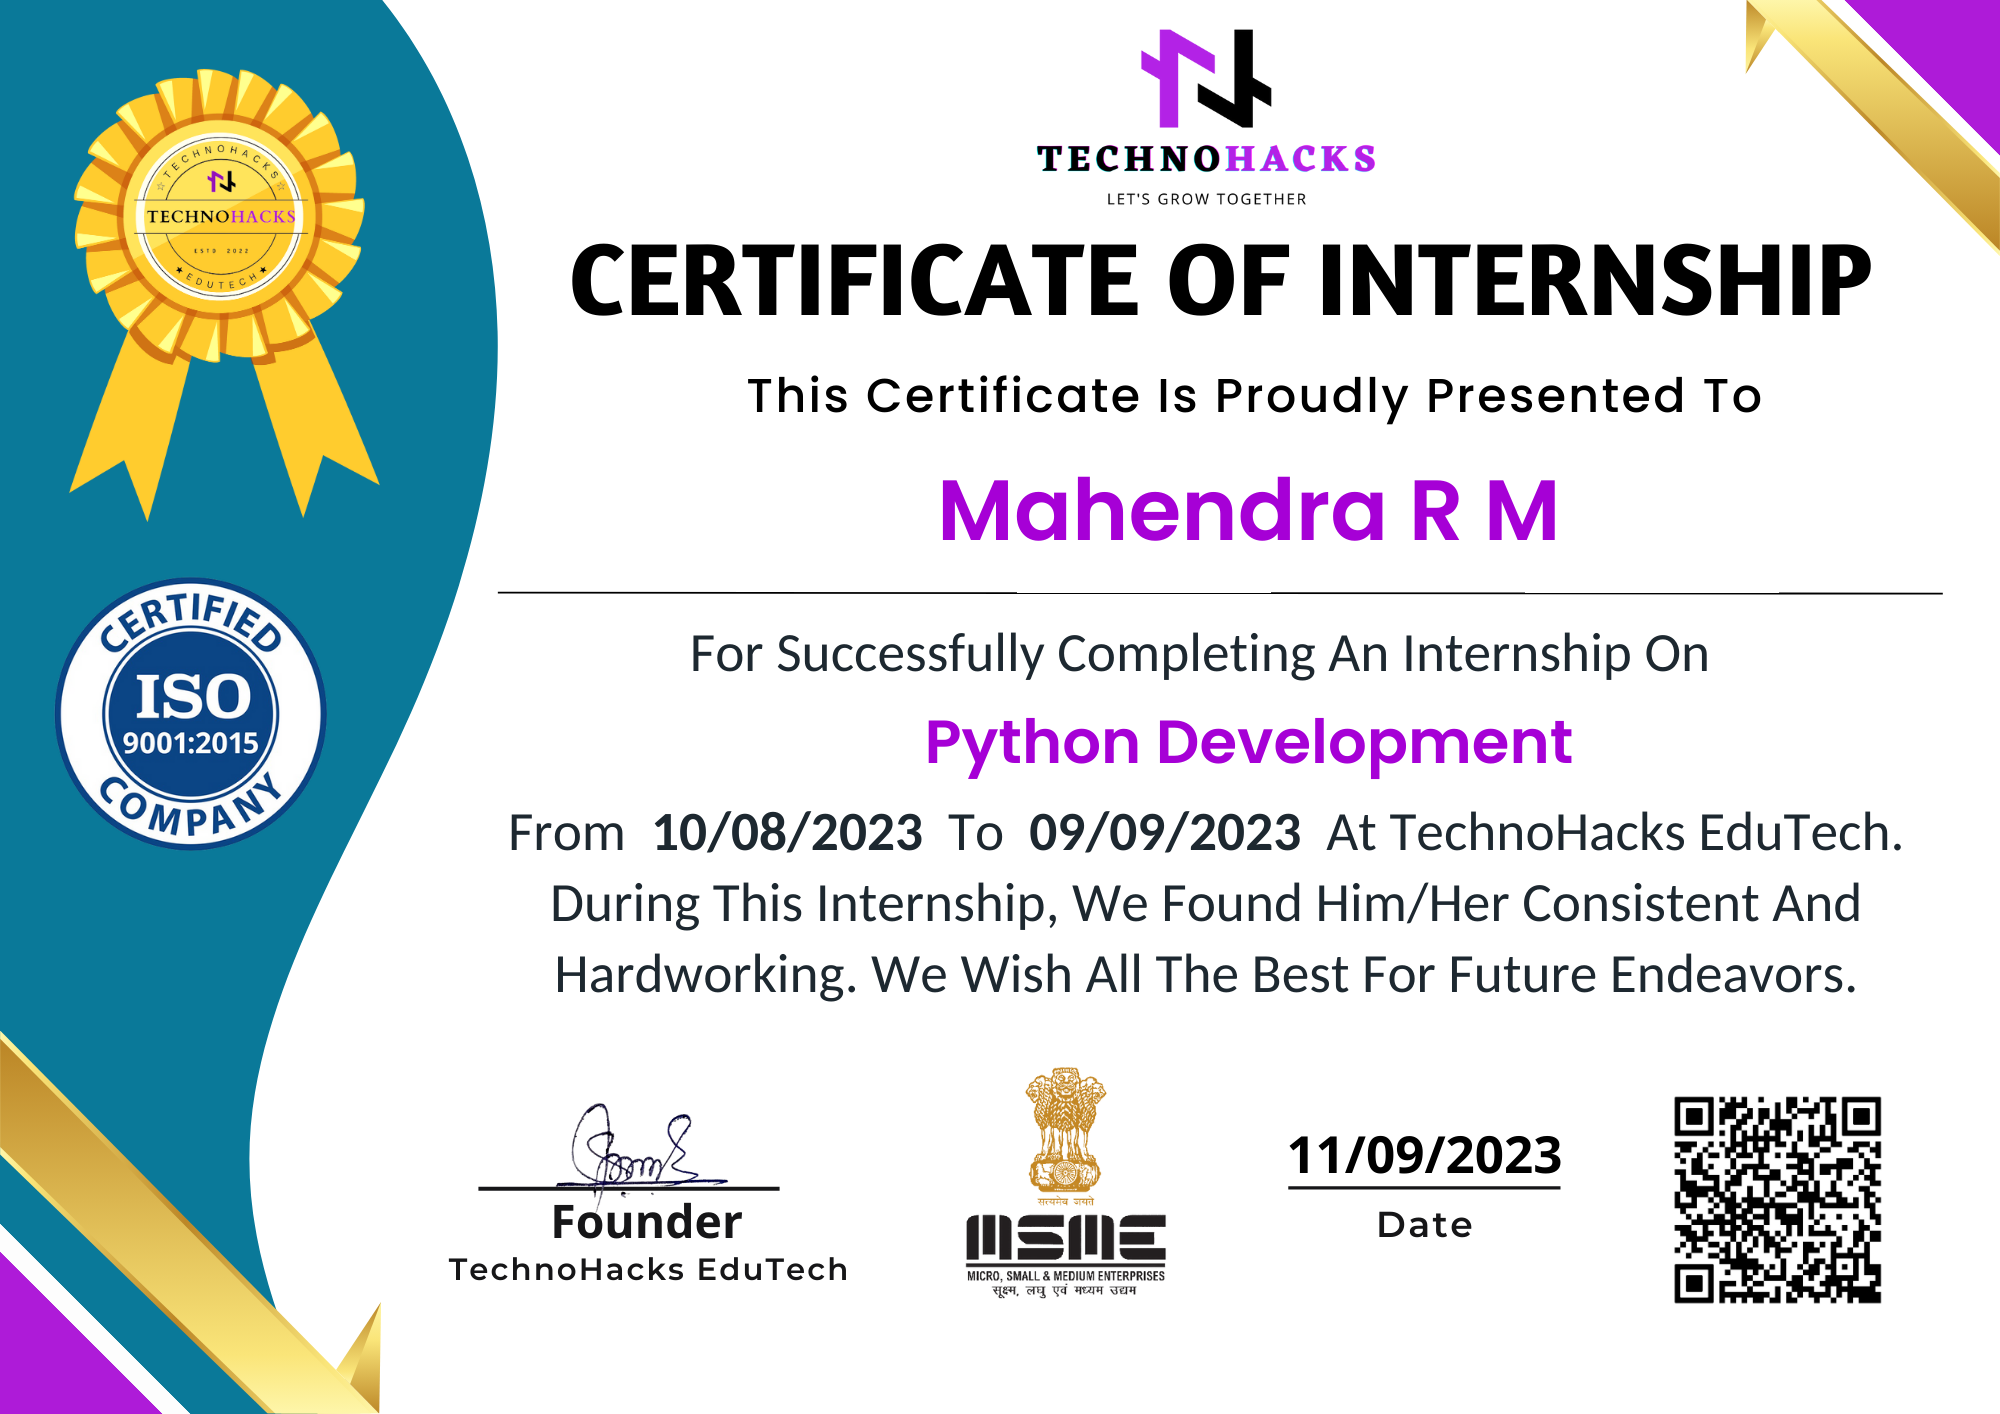 TECHNOHACKS
LET'S GROW TOGETHER
CERTIFICATE OF INTERNSHIP
This Certificate Is Proudly Presented To
Mahendra R M
For Successfully Completing An Internship On
Python Development
From 10/08/2023 To 09/09/2023 At TechnoHacks EduTech.
During This Internship, We Found Him/Her Consistent And
Hardworking. We Wish All The Best For Future Endeavors.
TECHNOHACKS
TECHNOHACKS
ESTD 2022
EDUTECH
CERTIFIED
ISO
9001:2015
COMPANY
Founder
TechnoHacks EduTech
सत्यमेव जयते
MSME
MICRO, SMALL & MEDIUM ENTERPRISES
सूक्ष्म, लघु एवं मध्यम उद्यम
11/09/2023
Date